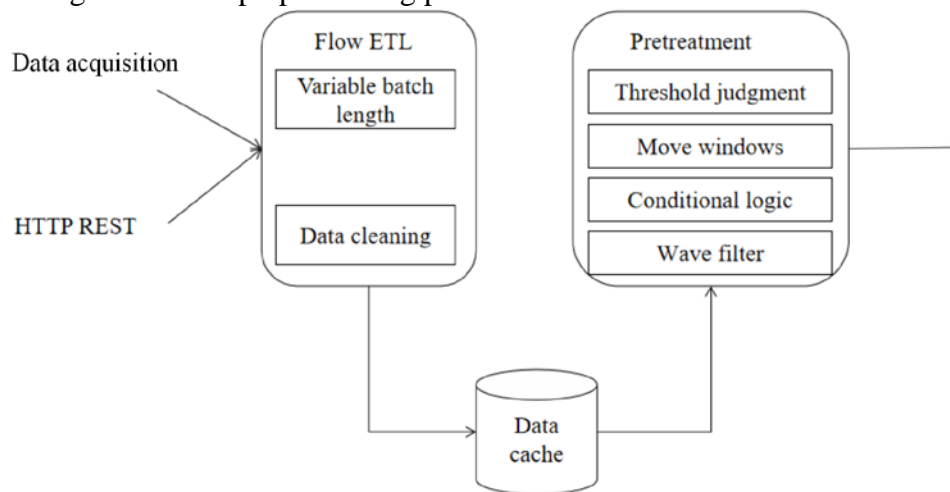 Flow ETL
Pretreatment
Data acquisition
Variable batch
length
Threshold judgment
Move windows
Conditional logic
HTTP REST
Data cleaning
Wave filter
Data
cache